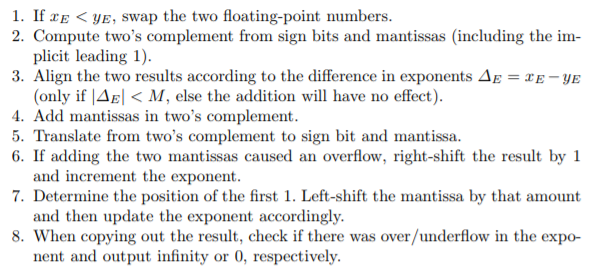 1. If x_E < y_E, swap the two floating-point numbers.
2. Compute two's complement from sign bits and mantissas (including the im-
plicit leading 1).
3. Align the two results according to the difference in exponents Δ_E = x_E − y_E
(only if |Δ_E| < M, else the addition will have no effect).
4. Add mantissas in two's complement.
5. Translate from two's complement to sign bit and mantissa.
6. If adding the two mantissas caused an overflow, right-shift the result by 1
and increment the exponent.
7. Determine the position of the first 1. Left-shift the mantissa by that amount
and then update the exponent accordingly.
8. When copying out the result, check if there was over/underflow in the expo-
nent and output infinity or 0, respectively.